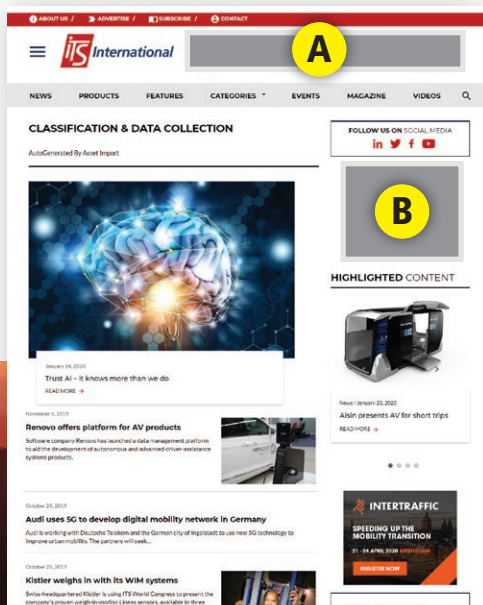 ABOUT US / ADVERTISE / SUBSCRIBE / CONTACT
iTS International
A
NEWS PRODUCTS FEATURES CATEGORIES EVENTS MAGAZINE VIDEOS
CLASSIFICATION & DATA COLLECTION
AutoGenerated By Asset Import
FOLLOW US ON SOCIAL MEDIA
in f
B
HIGHLIGHTED CONTENT
January 14, 2020
Trust AI – it knows more than we do
READ MORE
News / January 20, 2020
Aisin presents AV for short trips
READ MORE
November 6, 2019
Renovo offers platform for AV products
Software company Renovo has launched a data management platform
to aid the development of autonomous and advanced driver-assistance
systems products.
October 29, 2019
Audi uses 5G to develop digital mobility network in Germany
Audi is working with Deutsche Telekom and the German city of Ingolstadt to use new 5G technology to
improve urban mobility. The partners will seek...
October 29, 2019
Kistler weighs in with its WiM systems
Swiss-headquartered Kistler is using ITS World Congress to present the
company's proven weigh-in-motion Lineas sensors, available in three
INTERTRAFFIC
SPEEDING UP THE
MOBILITY TRANSITION
21 - 24 APRIL 2020 AMSTERDAM
REGISTER NOW